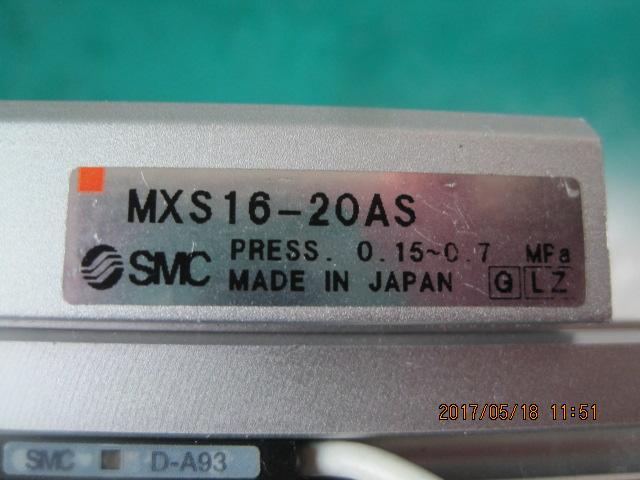 MXS16-20AS
SMC PRESS. 0.15~0.7 MPa
MADE IN JAPAN G L Z
2017/05/18 11:51
SMC D-A93